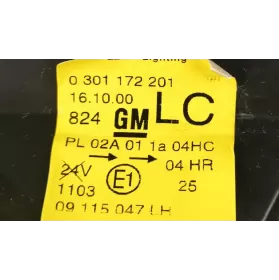 Lighting
0 301 172 201
16.10.00 LC
824 GM
PL 02A 01 1a 04HC
→ → 04 HR
24V E1
1103 25
09 115 047 LH